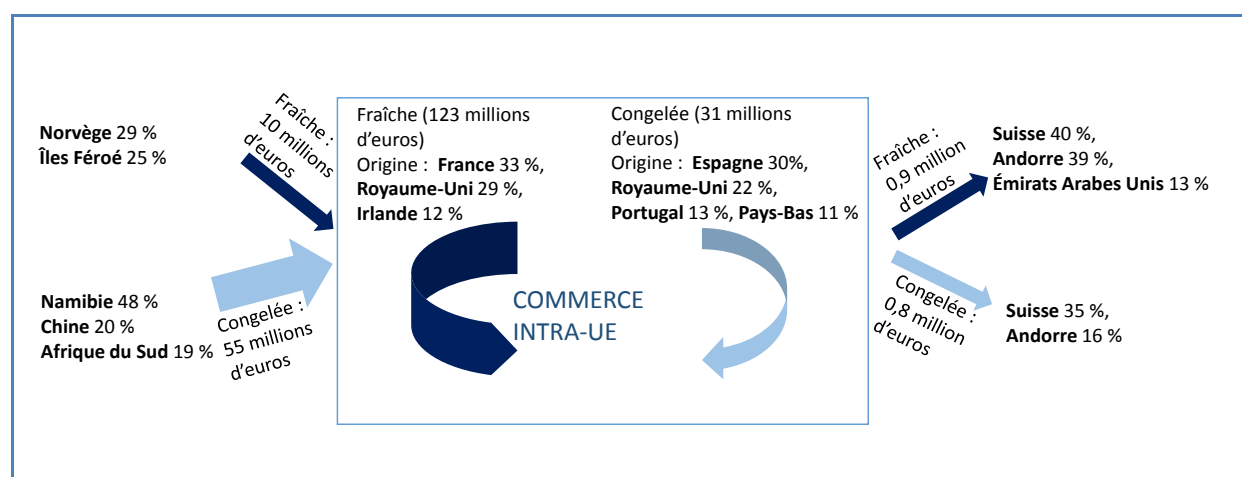 Norvège 29 %
Îles Féroé 25 %
Fraîche :
10 millions
d’euros
Namibie 48 %
Chine 20 %
Afrique du Sud 19 %
Congelée :
55 millions
d’euros
Fraîche (123 millions
d’euros)
Origine : France 33 %,
Royaume-Uni 29 %,
Irlande 12 %
Congelée (31 millions
d’euros)
Origine : Espagne 30%,
Royaume-Uni 22 %,
Portugal 13 %, Pays-Bas 11 %
COMMERCE
INTRA-UE
Fraîche :
0,9 million
d’euros
Suisse 40 %,
Andorre 39 %,
Émirats Arabes Unis 13 %
Congelée :
0,8 million
d’euros
Suisse 35 %,
Andorre 16 %